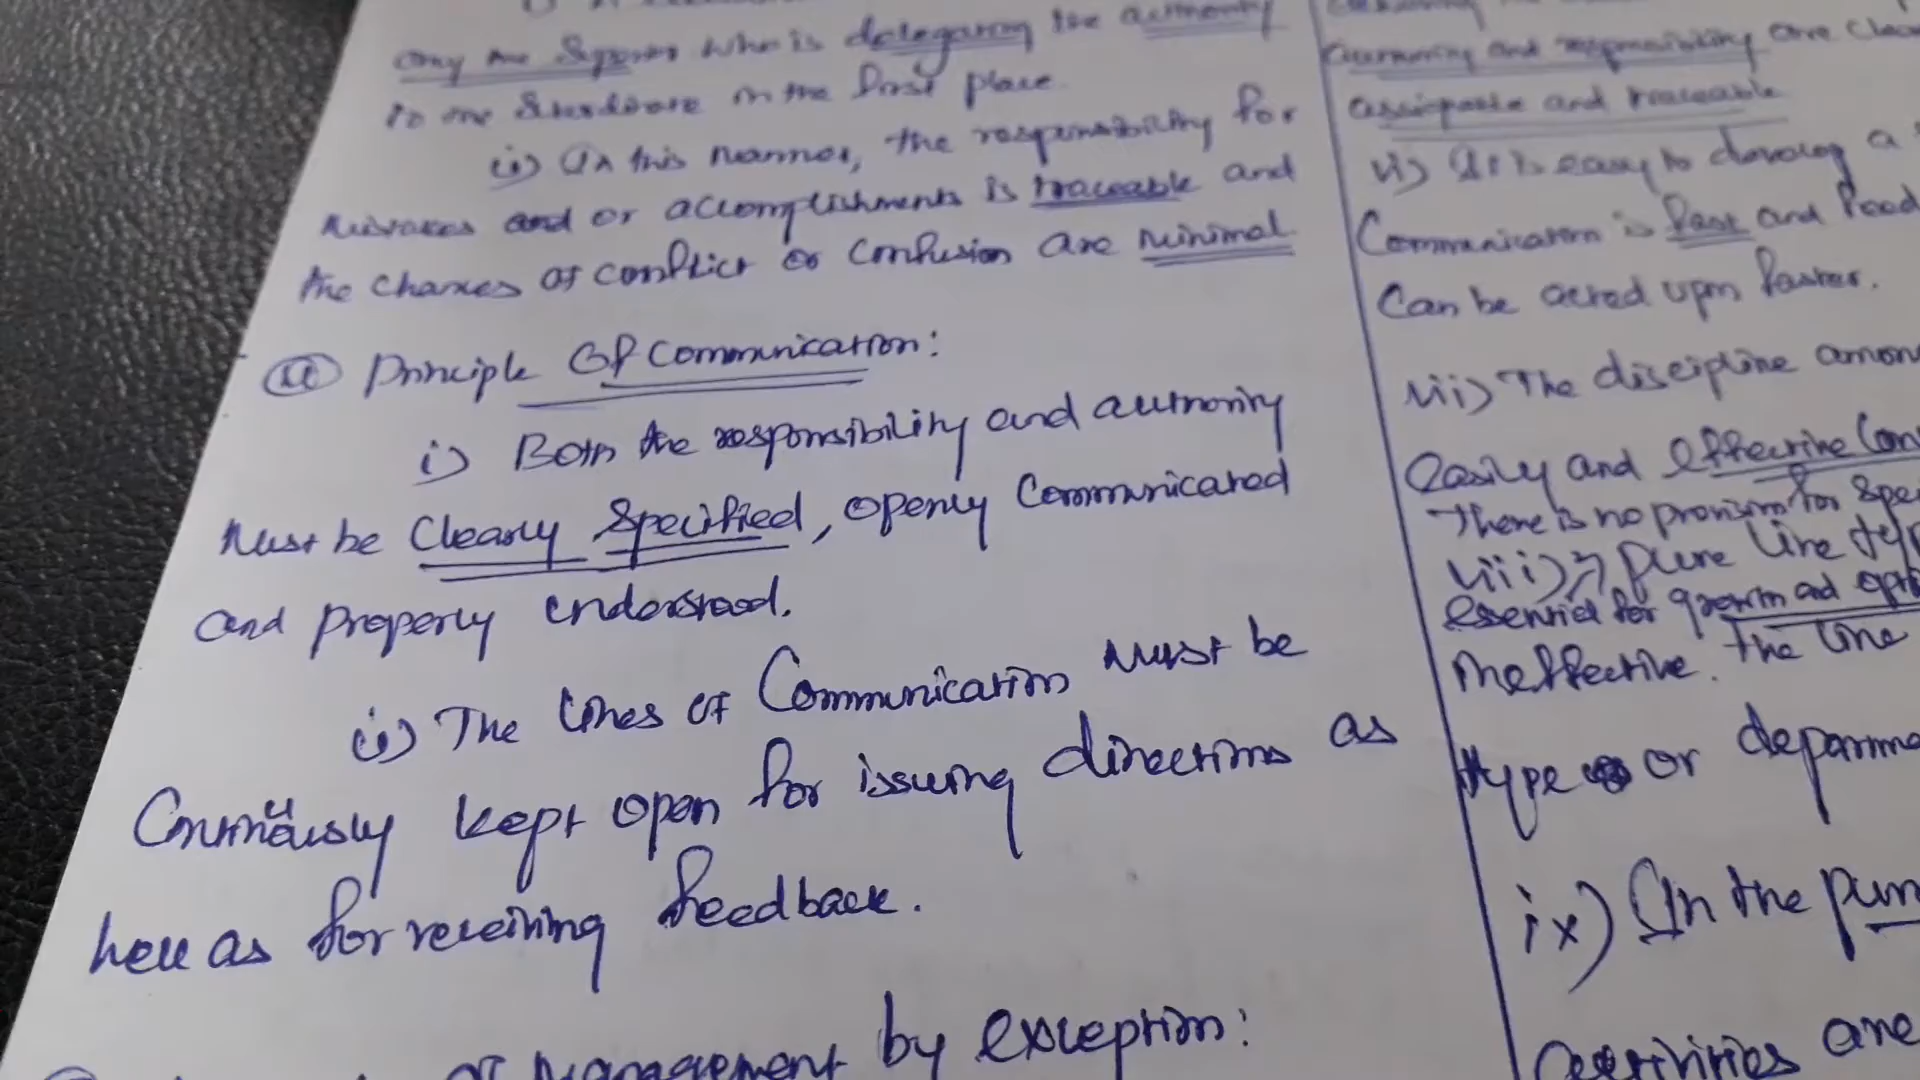 only the superior who is delegating the authority
to the subordinate in the first place.
ii) In this manner, the responsibility for
mistakes and or accomplishments is traceable and
the chances of conflict or confusion are minimal
Principle Of Communication:
i) Both the responsibility and authority
Must be Clearly Specified, openly Communicated
and properly understood.
ii) The lines of Communication Must be
Continuously kept open for issuing directions as
well as for receiving feedback.
of Management by exception:
authority and responsibility are
assignable and traceable
vi) It is easy to develop a
Communication is fast and
Can be acted upon faster.
vii) The discipline
easily and effective
There is no provision for
viii) pure line
essential for growth and
ineffective. The line
type or
ix) In the
activities are